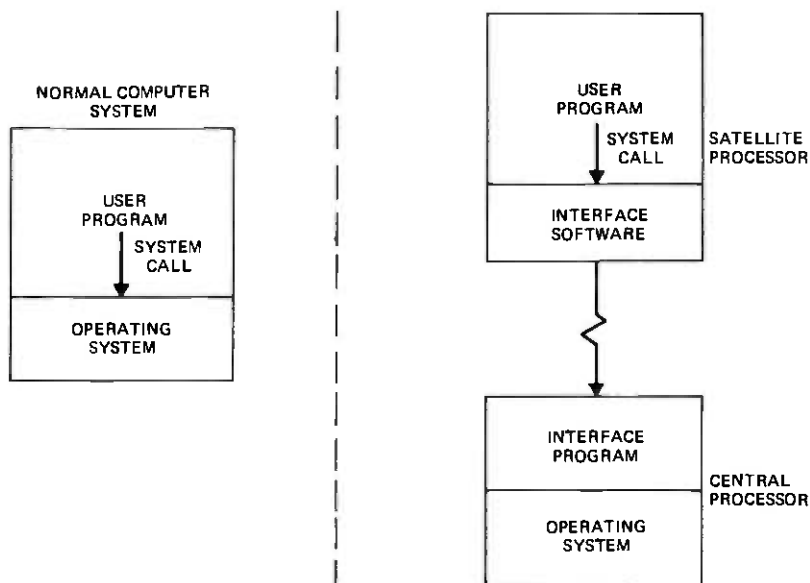 NORMAL COMPUTER
SYSTEM
USER
PROGRAM
SYSTEM
CALL
OPERATING
SYSTEM
USER
PROGRAM
SYSTEM
CALL
SATELLITE
PROCESSOR
INTERFACE
SOFTWARE
INTERFACE
PROGRAM
CENTRAL
PROCESSOR
OPERATING
SYSTEM